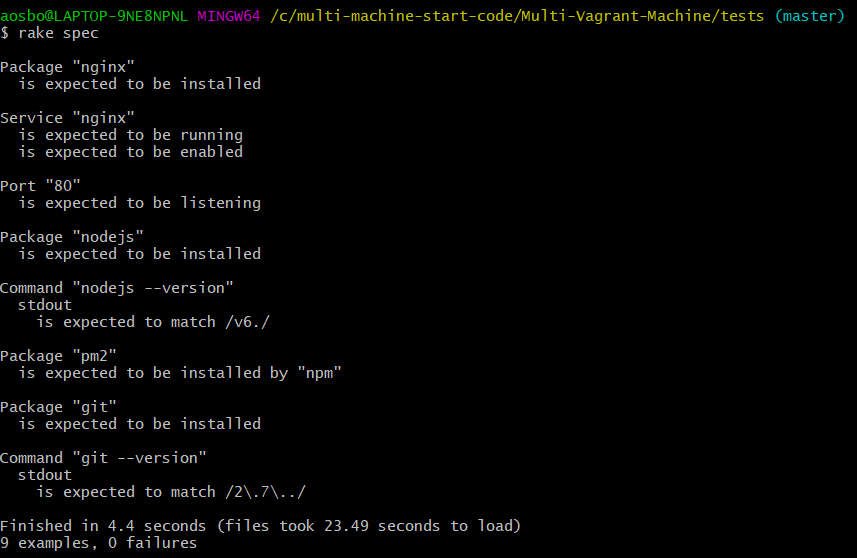 aosbo@LAPTOP-9NE8NPNL MINGW64 /c/multi-machine-start-code/Multi-Vagrant-Machine/tests (master)
$ rake spec
Package "nginx"
is expected to be installed
Service "nginx"
is expected to be running
is expected to be enabled
Port "80"
is expected to be listening
Package "nodejs"
is expected to be installed
Command "nodejs --version"
stdout
is expected to match /v6./
Package "pm2"
is expected to be installed by "npm"
Package "git"
is expected to be installed
Command "git --version"
stdout
is expected to match /2\.7\../
Finished in 4.4 seconds (files took 23.49 seconds to load)
9 examples, 0 failures